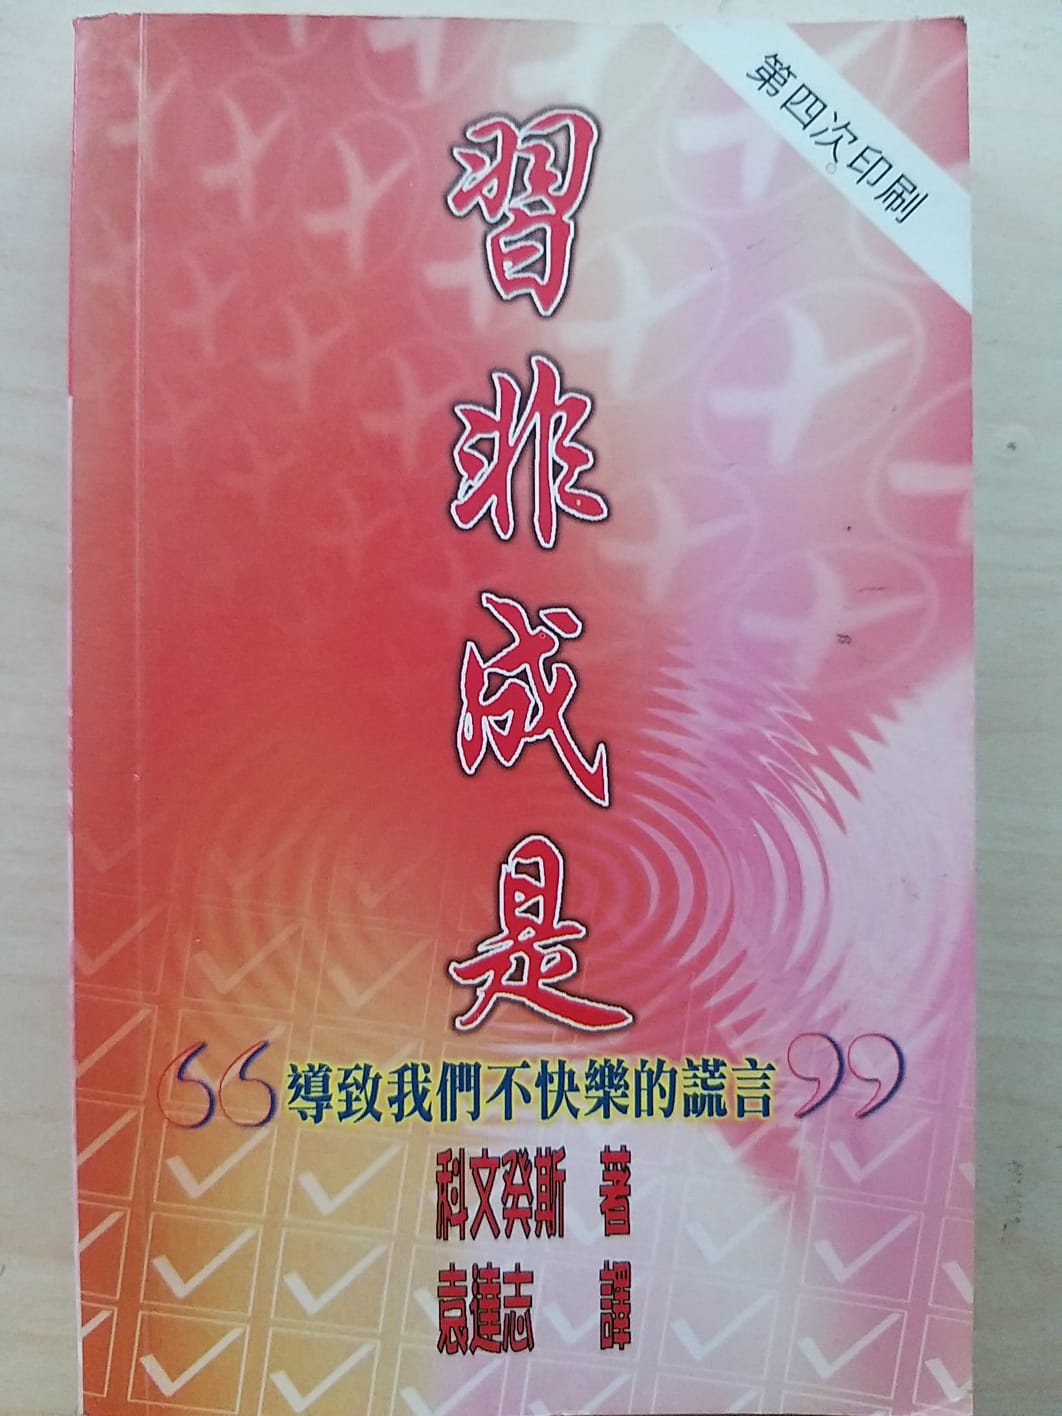 第四次印刷
習非成是
“導致我們不快樂的謊言”
科文癸斯 著
袁達志 譯